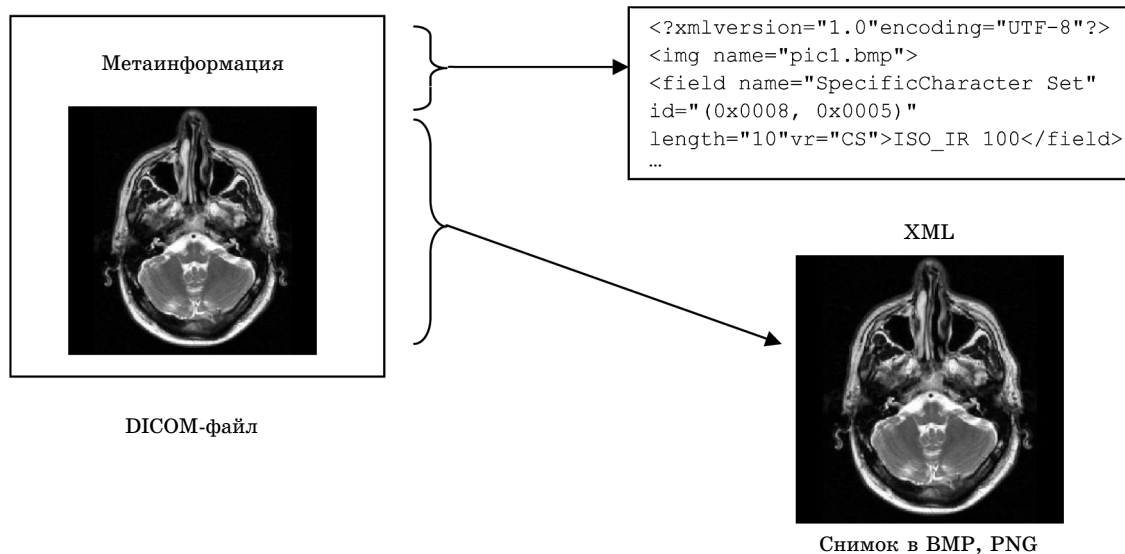 Метаинформация
DICOM-файл
<?xmlversion="1.0"encoding="UTF-8"?>
<img name="pic1.bmp">
<field name="SpecificCharacter Set"
id="(0x0008, 0x0005)"
length="10"vr="CS">ISO_IR 100</field>
…
XML
Снимок в BMP, PNG